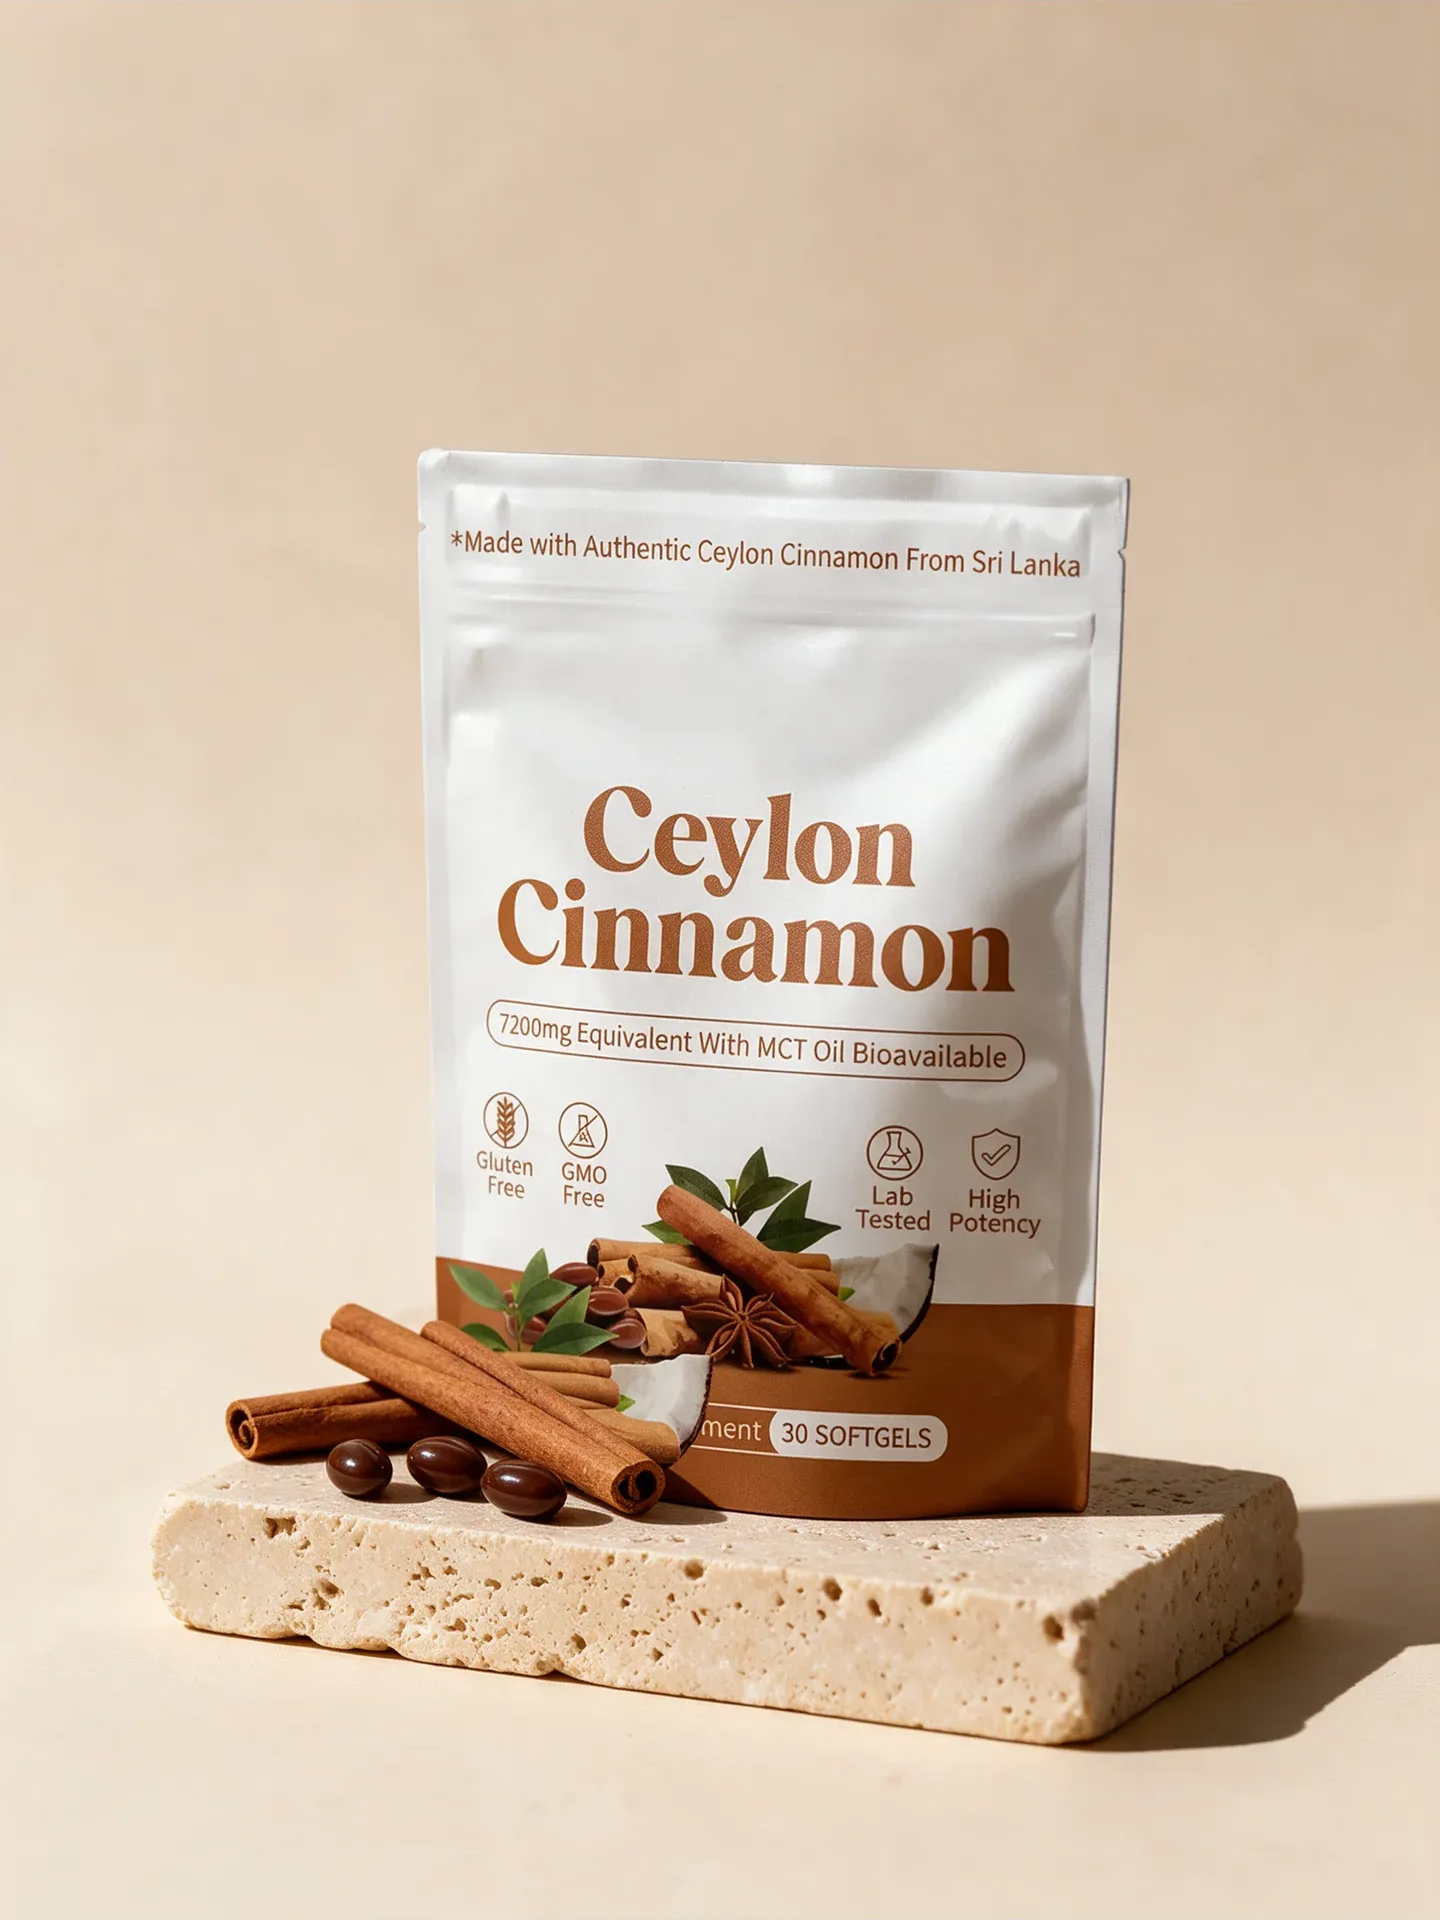 *Made with Authentic Ceylon Cinnamon From Sri Lanka
Ceylon
Cinnamon
7200mg Equivalent With MCT Oil Bioavailable
Gluten
Free
GMO
Free
Lab
Tested
High
Potency
ment 30 SOFTGELS